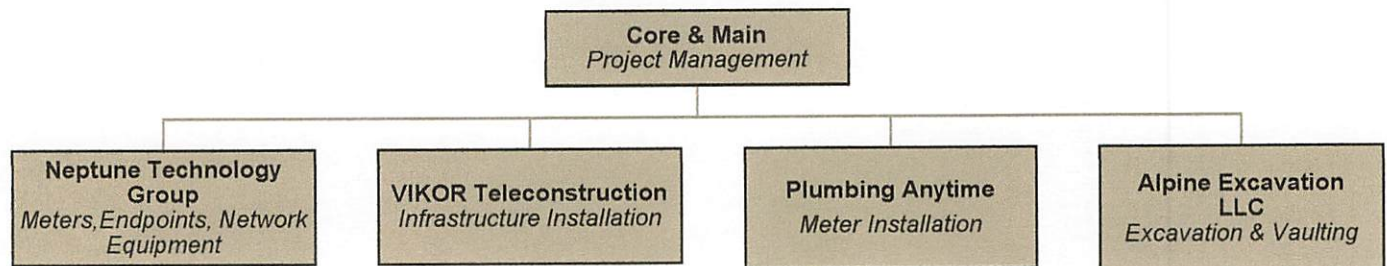 Core & Main
Project Management
Neptune Technology
Group
Meters,Endpoints, Network
Equipment
VIKOR Teleconstruction
Infrastructure Installation
Plumbing Anytime
Meter Installation
Alpine Excavation
LLC
Excavation & Vaulting